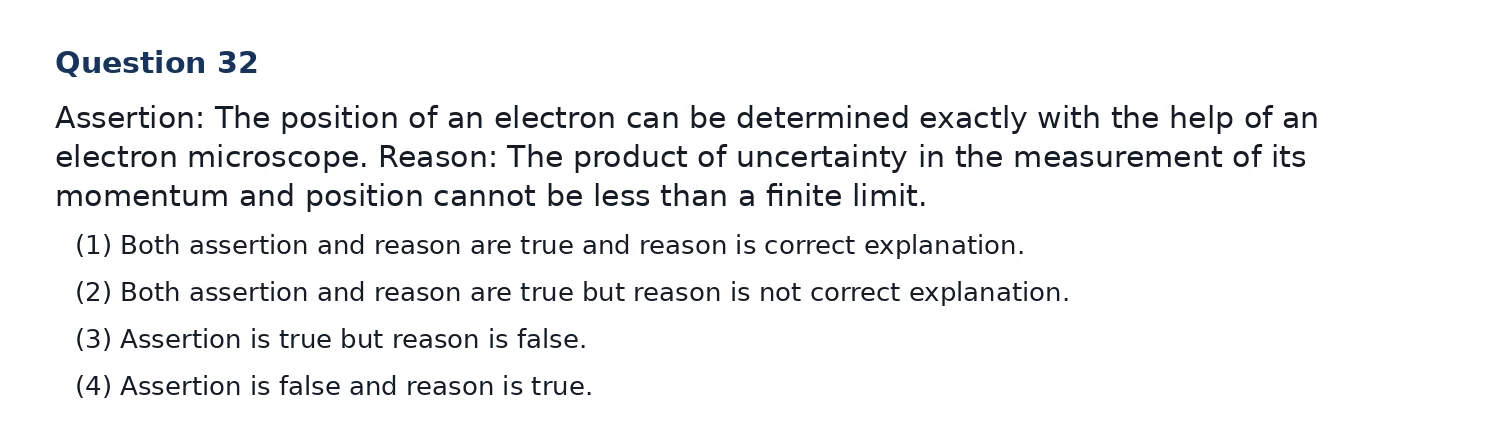 Question 32
Assertion: The position of an electron can be determined exactly with the help of an
electron microscope. Reason: The product of uncertainty in the measurement of its
momentum and position cannot be less than a finite limit.
(1) Both assertion and reason are true and reason is correct explanation.
(2) Both assertion and reason are true but reason is not correct explanation.
(3) Assertion is true but reason is false.
(4) Assertion is false and reason is true.